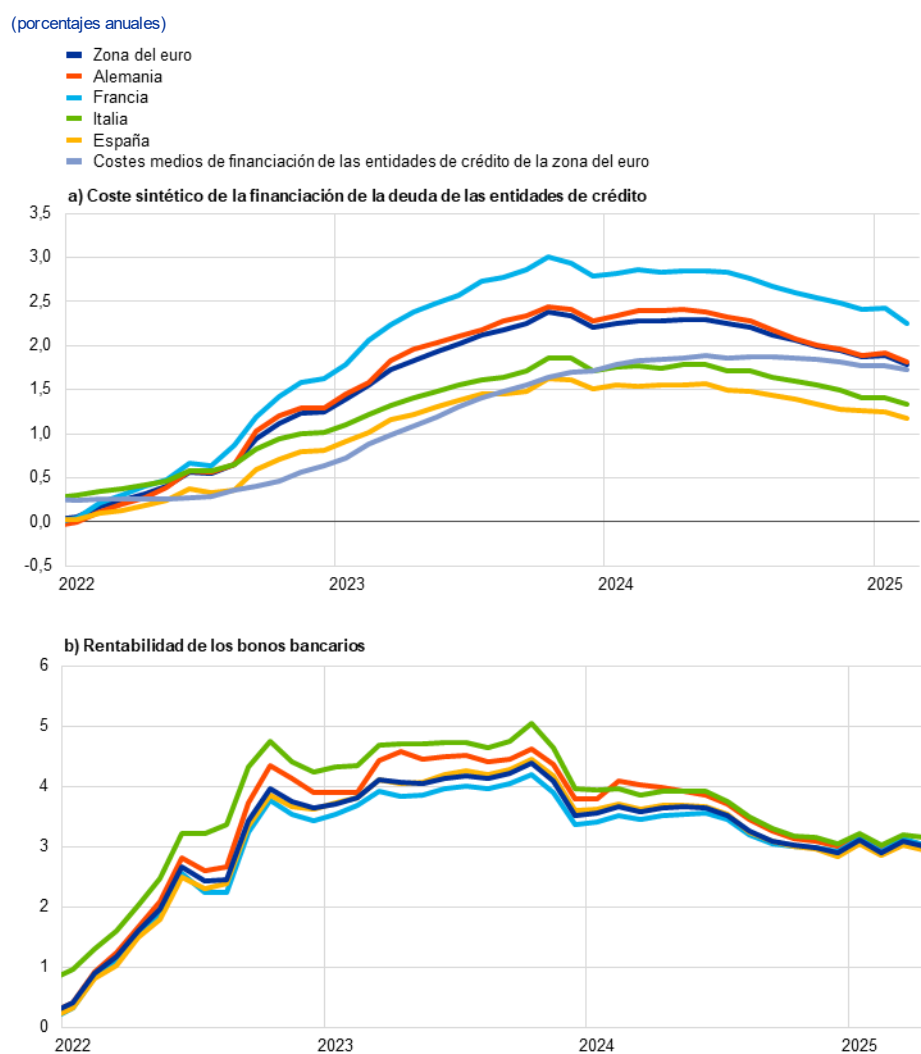 (porcentajes anuales)
Zona del euro
Alemania
Francia
Italia
España
Costes medios de financiación de las entidades de crédito de la zona del euro
a) Coste sintético de la financiación de la deuda de las entidades de crédito
3,5
3,0
2,5
2,0
1,5
1,0
0,5
0,0
-0,5
2022 2023 2024 2025
b) Rentabilidad de los bonos bancarios
6
5
4
3
2
1
0
2022 2023 2024 2025